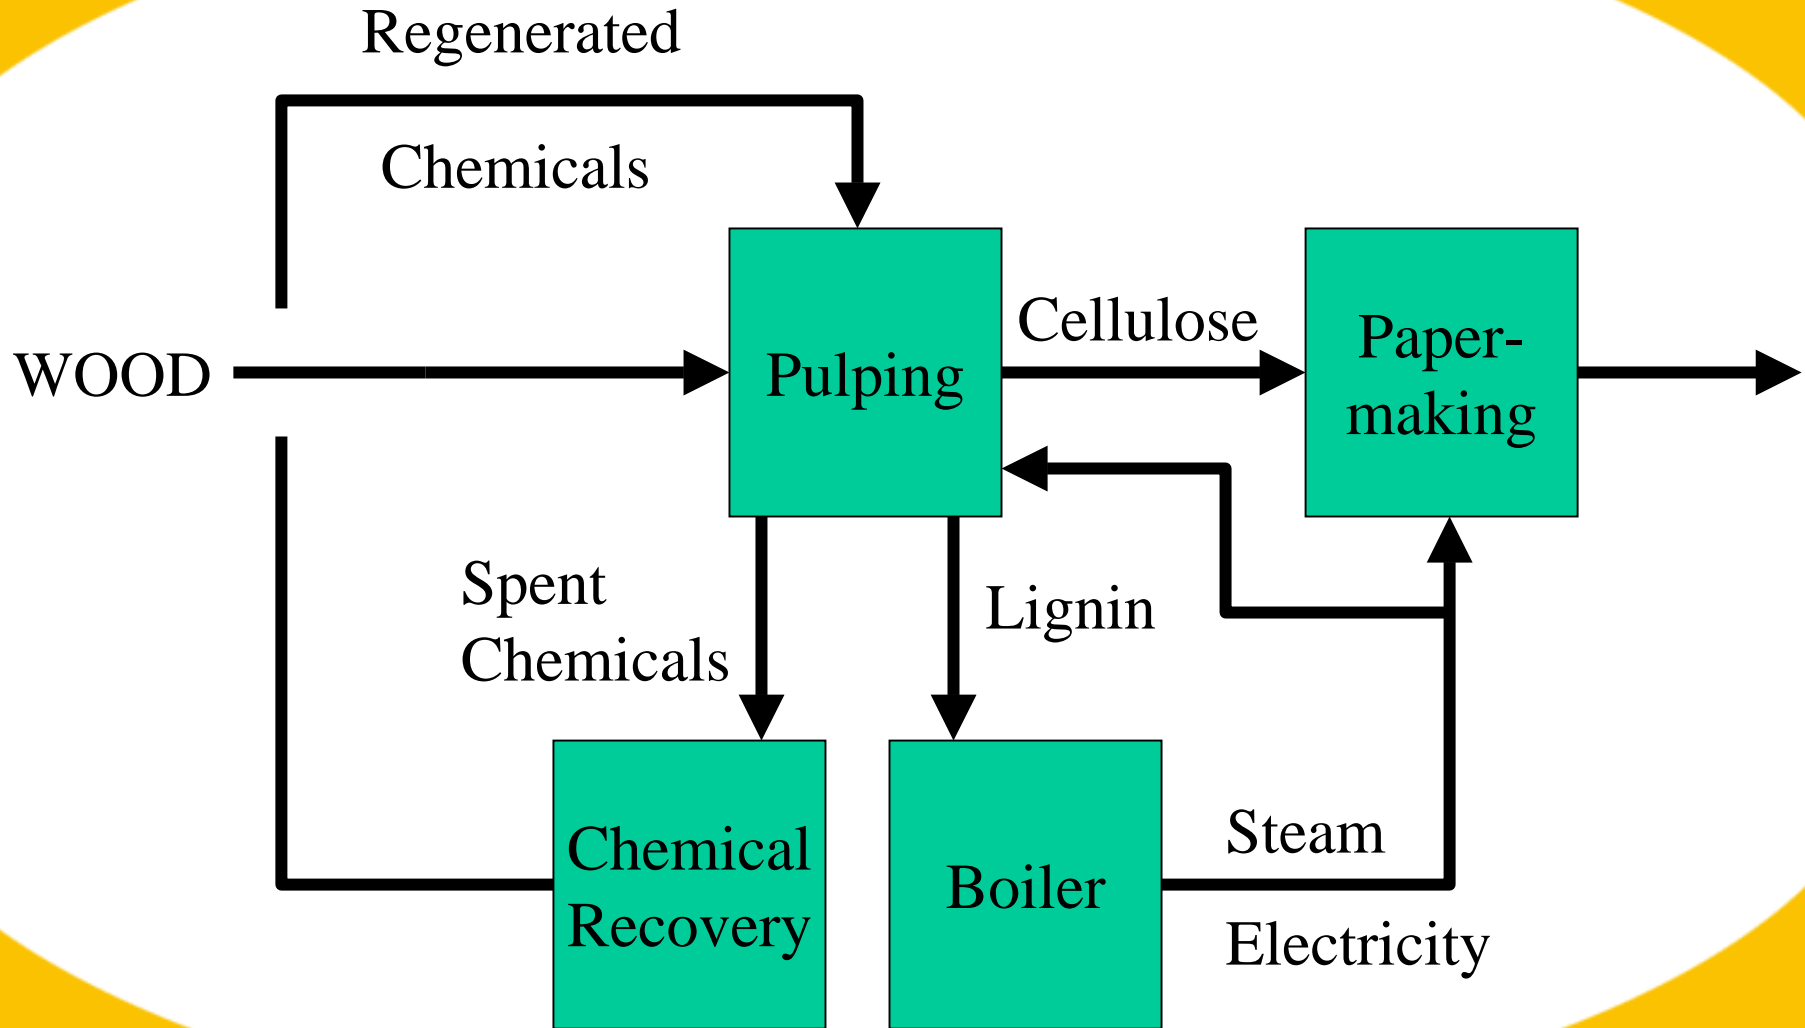 Regenerated
Chemicals
WOOD
Pulping
Cellulose
Paper-
making
Spent
Chemicals
Lignin
Chemical
Recovery
Boiler
Steam
Electricity